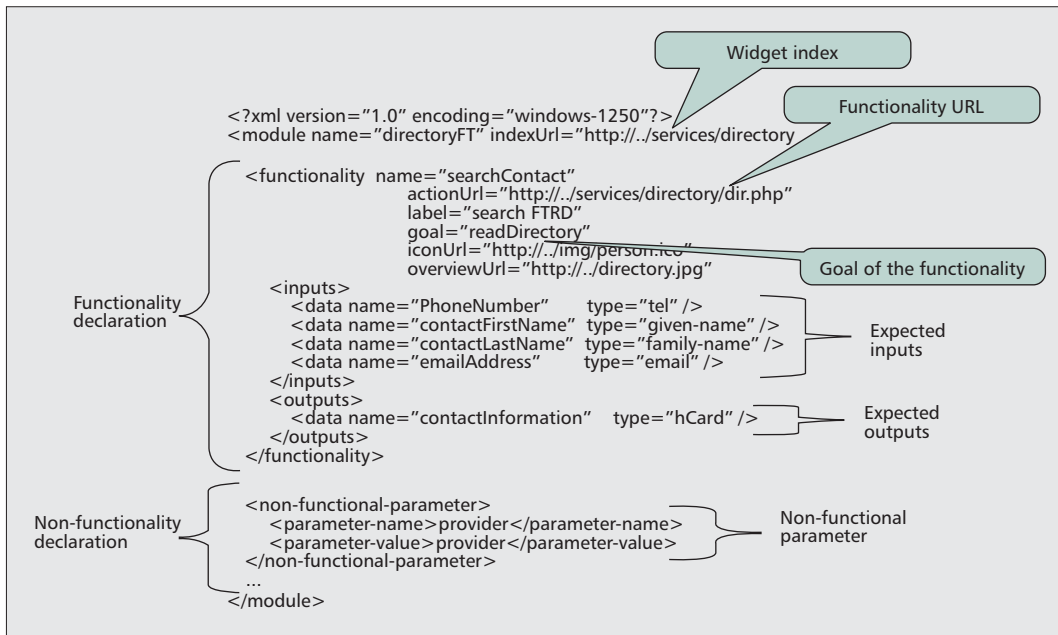 Widget index
<?xml version="1.0" encoding="windows-1250"?>
Functionality URL
<module name="directoryFT" indexUrl="http://../services/directory
<functionality name="searchContact"
actionUrl="http://../services/directory/dir.php"
label="search FTRD"
goal="readDirectory"
iconUrl="http://../img/person.ico"
overviewUrl="http://../directory.jpg"
Goal of the functionality
Functionality
declaration
<inputs>
<data name="PhoneNumber" type="tel" />
<data name="contactFirstName" type="given-name" />
<data name="contactLastName" type="family-name" />
<data name="emailAddress" type="email" />
</inputs>
Expected
inputs
<outputs>
<data name="contactInformation" type="hCard" />
</outputs>
Expected
outputs
</functionality>
Non-functionality
declaration
<non-functional-parameter>
<parameter-name>provider</parameter-name>
<parameter-value>provider</parameter-value>
</non-functional-parameter>
Non-functional
parameter
...
</module>